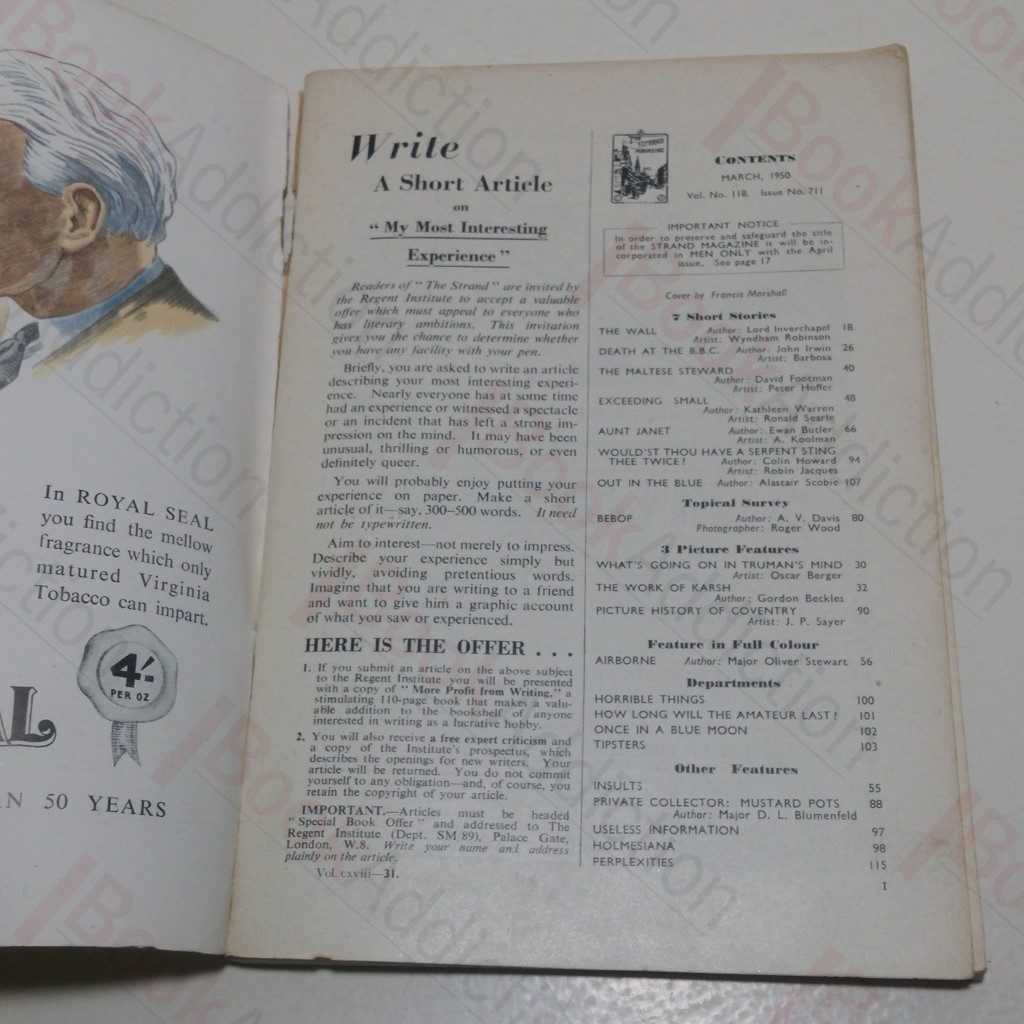 In ROYAL SEAL
you find the mellow
fragrance which only
matured Virginia
Tobacco can impart.
4/-
PER OZ
AL
N 50 YEARS
Write
A Short Article
on
“ My Most Interesting
Experience ”
Readers of “ The Strand ” are invited by
the Regent Institute to accept a valuable
offer which must appeal to everyone who
has literary ambitions. This invitation
gives you the chance to determine whether
you have any facility with your pen.
Briefly, you are asked to write an article
describing your most interesting experi-
ence. Nearly everyone has at some time
had an experience or witnessed a spectacle
or an incident that has left a strong im-
pression on the mind. It may have been
unusual, thrilling or humorous, or even
definitely queer.
You will probably enjoy putting your
experience on paper. Make a short
article of it—say, 300–500 words. It need
not be typewritten.
Aim to interest—not merely to impress.
Describe your experience simply but
vividly, avoiding pretentious words.
Imagine that you are writing to a friend
and want to give him a graphic account
of what you saw or experienced.
HERE IS THE OFFER . . .
1. If you submit an article on the above subject
to the Regent Institute you will be presented
with a copy of “ More Profit from Writing,” a
stimulating 110-page book that makes a valu-
able addition to the bookshelf of anyone
interested in writing as a lucrative hobby.
2. You will also receive a free expert criticism and
a copy of the Institute's prospectus, which
describes the openings for new writers. Your
article will be returned. You do not commit
yourself to any obligation—and, of course, you
retain the copyright of your article.
IMPORTANT.—Articles must be headed
“ Special Book Offer ” and addressed to The
Regent Institute (Dept. SM/89), Palace Gate,
London, W.8. Write your name and address
plainly on the article.
Vol. cxviii—31.
CONTENTS
MARCH, 1950
Vol. No. 118. Issue No. 711
IMPORTANT NOTICE
In order to preserve and safeguard the title
of the STRAND MAGAZINE it will be in-
corporated in MEN ONLY with the April
issue. See page 17
Cover by Francis Marshall
7 Short Stories
THE WALL Author: Lord Inverchapel 18
Artist: Wyndham Robinson
DEATH AT THE B.B.C. Author: John Irwin 26
Artist: Barbosa
THE MALTESE STEWARD 40
Author: David Footman
Artist: Peter Hoffer
EXCEEDING SMALL 48
Author: Kathleen Warren
Artist: Ronald Searle
AUNT JANET Author: Ewan Butler 66
Artist: A. Koolman
WOULD'ST THOU HAVE A SERPENT STING
THEE TWICE? Author: Colin Howard 94
Artist: Robin Jacques
OUT IN THE BLUE Author: Alastair Scobie 107
Topical Survey
BEBOP Author: A. V. Davis 80
Photographer: Roger Wood
3 Picture Features
WHAT'S GOING ON IN TRUMAN'S MIND 30
Artist: Oscar Berger
THE WORK OF KARSH 32
Author: Gordon Beckles
PICTURE HISTORY OF COVENTRY 90
Artist: J. P. Sayer
Feature in Full Colour
AIRBORNE Author: Major Oliver Stewart 56
Departments
HORRIBLE THINGS 100
HOW LONG WILL THE AMATEUR LAST? 101
ONCE IN A BLUE MOON 102
TIPSTERS 103
Other Features
INSULTS 55
PRIVATE COLLECTOR: MUSTARD POTS 88
Author: Major D. L. Blumenfeld
USELESS INFORMATION 97
HOLMESIANA 98
PERPLEXITIES 115
1
BookAddiction